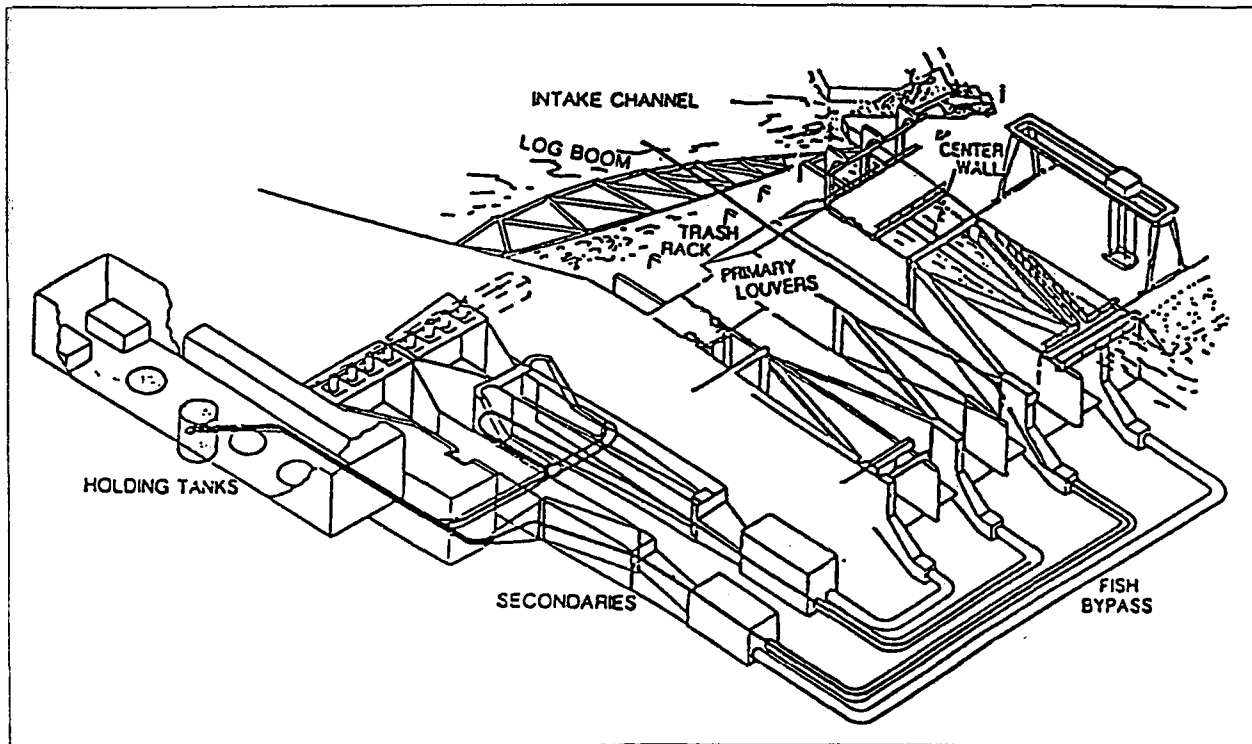 INTAKE CHANNEL
LOG BOOM
CENTER
WALL
TRASH
RACK
PRIMARY
LOUVERS
HOLDING TANKS
SECONDARIES
FISH
BYPASS